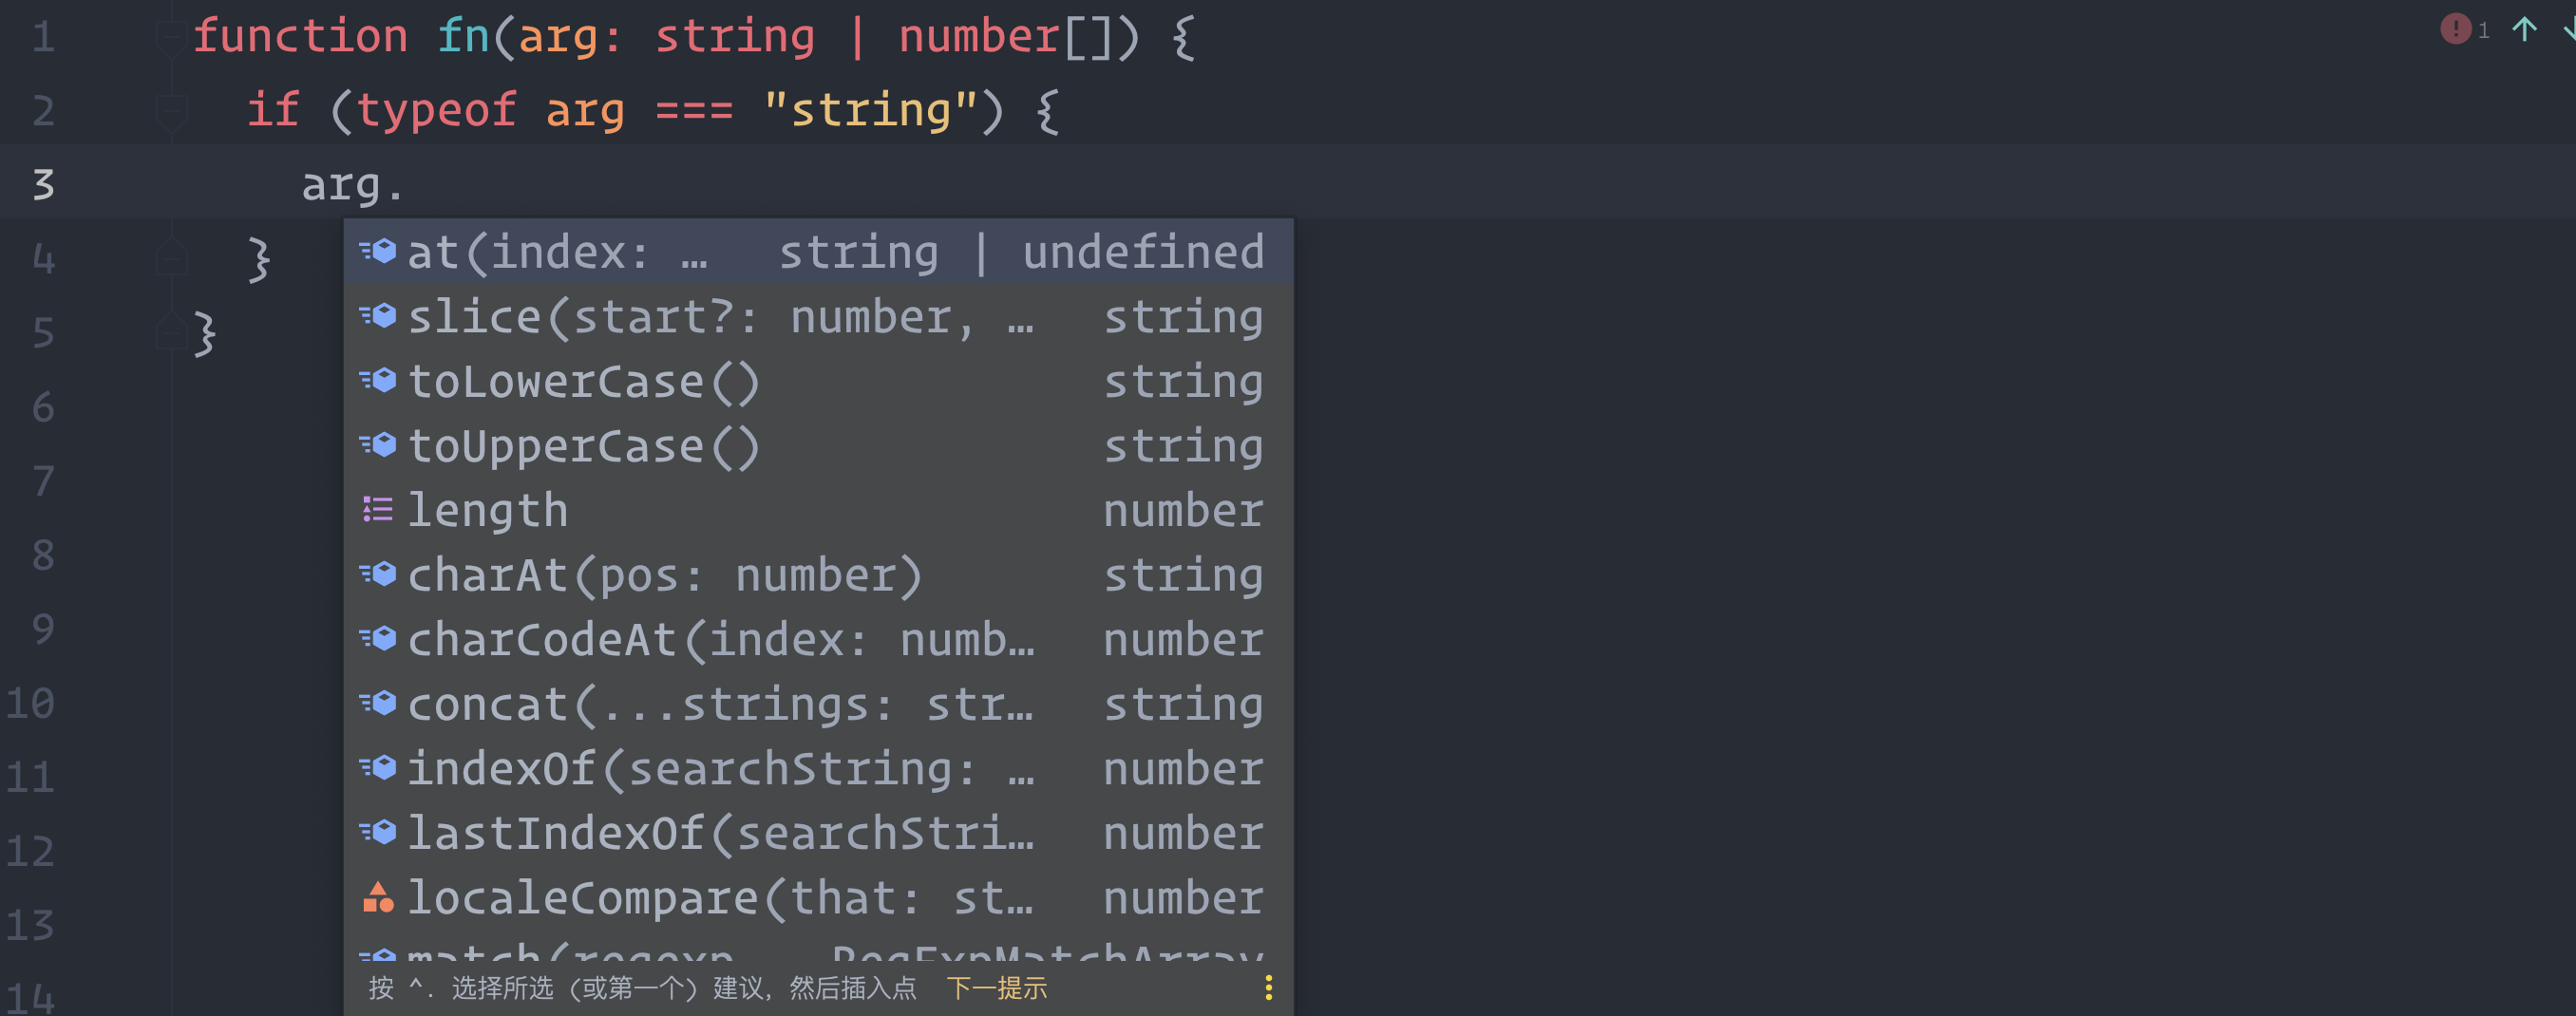 1 function fn(arg: string | number[]) {
2 if (typeof arg === "string") {
3 arg.
4 }
5 }
6
7
8
9
10
11
12
13
14
1
at(index: … string | undefined
slice(start?: number, … string
toLowerCase() string
toUpperCase() string
length number
charAt(pos: number) string
charCodeAt(index: numb… number
concat(...strings: str… string
indexOf(searchString: … number
lastIndexOf(searchStri… number
localeCompare(that: st… number
match(regexp… RegExpMatchArray
按 ^. 选择所选（或第一个）建议，然后插入点 下一提示